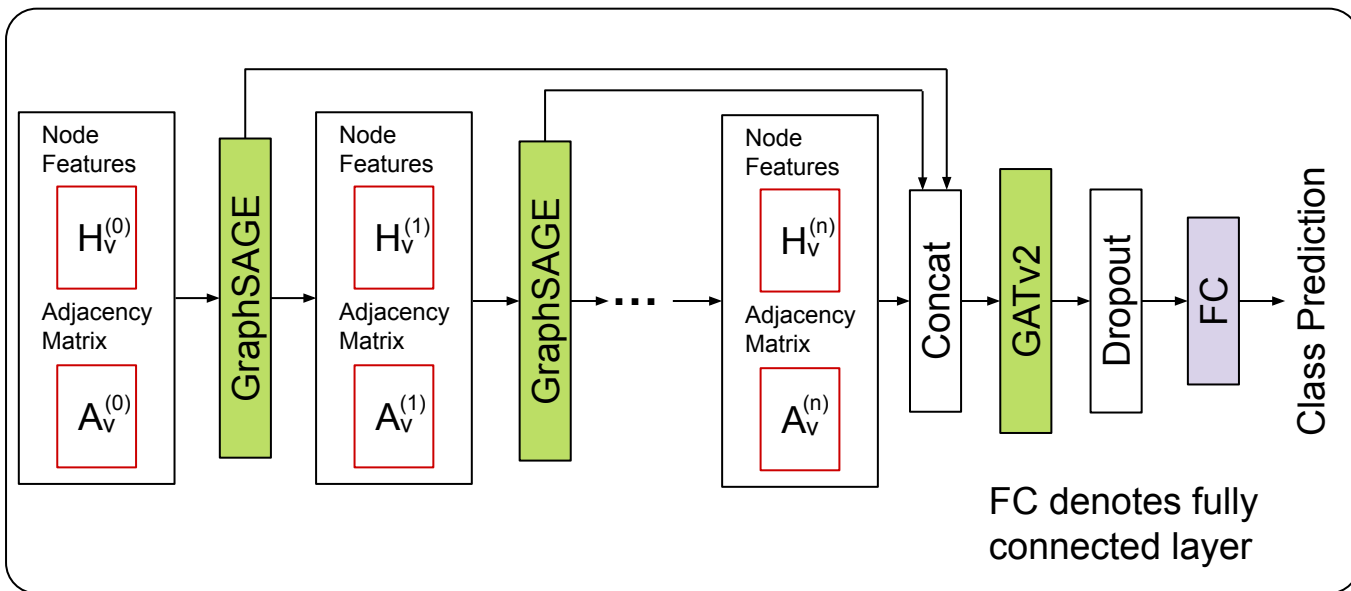 Node
Features
H_v^(0)
Adjacency
Matrix
A_v^(0)
GraphSAGE
Node
Features
H_v^(1)
Adjacency
Matrix
A_v^(1)
GraphSAGE
...
Node
Features
H_v^(n)
Adjacency
Matrix
A_v^(n)
Concat
GATv2
Dropout
FC
Class Prediction
FC denotes fully
connected layer